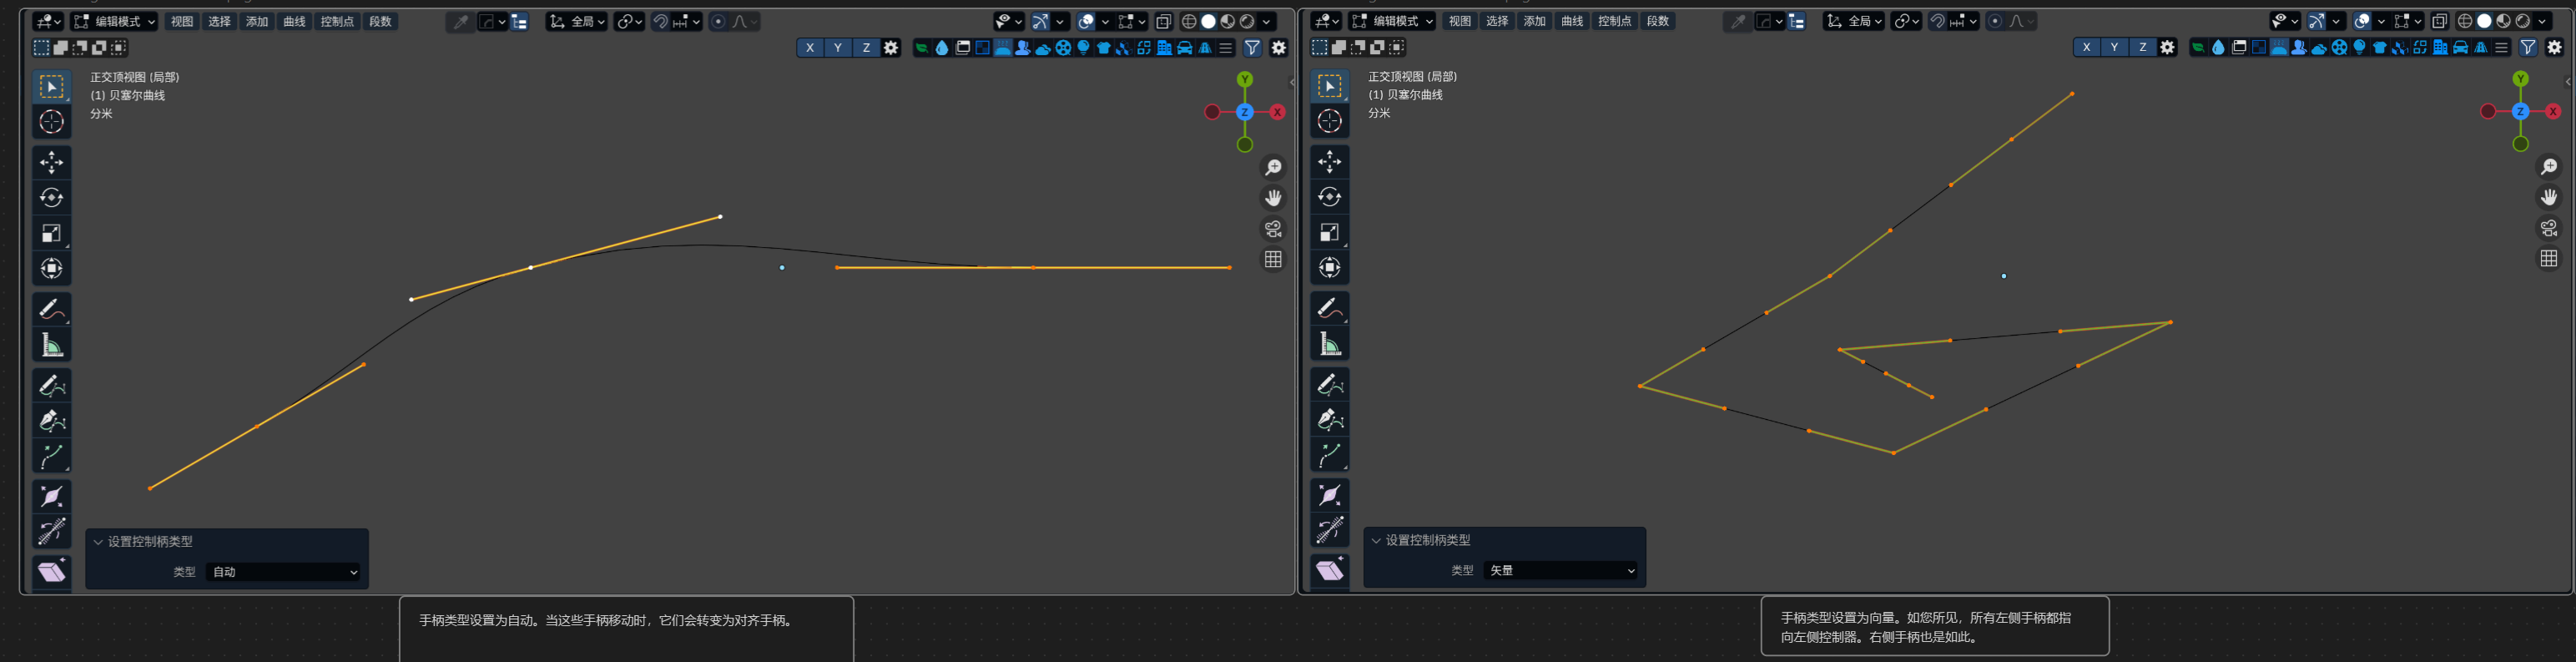 编辑模式 视图 选择 添加 曲线 控制点 段数 全局
X Y Z
正交顶视图 (局部)
(1) 贝塞尔曲线
分米
Y
Z X
设置控制柄类型
类型 自动
手柄类型设置为自动。当这些手柄移动时，它们会转变为对齐手柄。
编辑模式 视图 选择 添加 曲线 控制点 段数 全局
X Y Z
正交顶视图 (局部)
(1) 贝塞尔曲线
分米
Y
Z X
设置控制柄类型
类型 矢量
手柄类型设置为向量。如您所见，所有左侧手柄都指
向左侧控制器。右侧手柄也是如此。